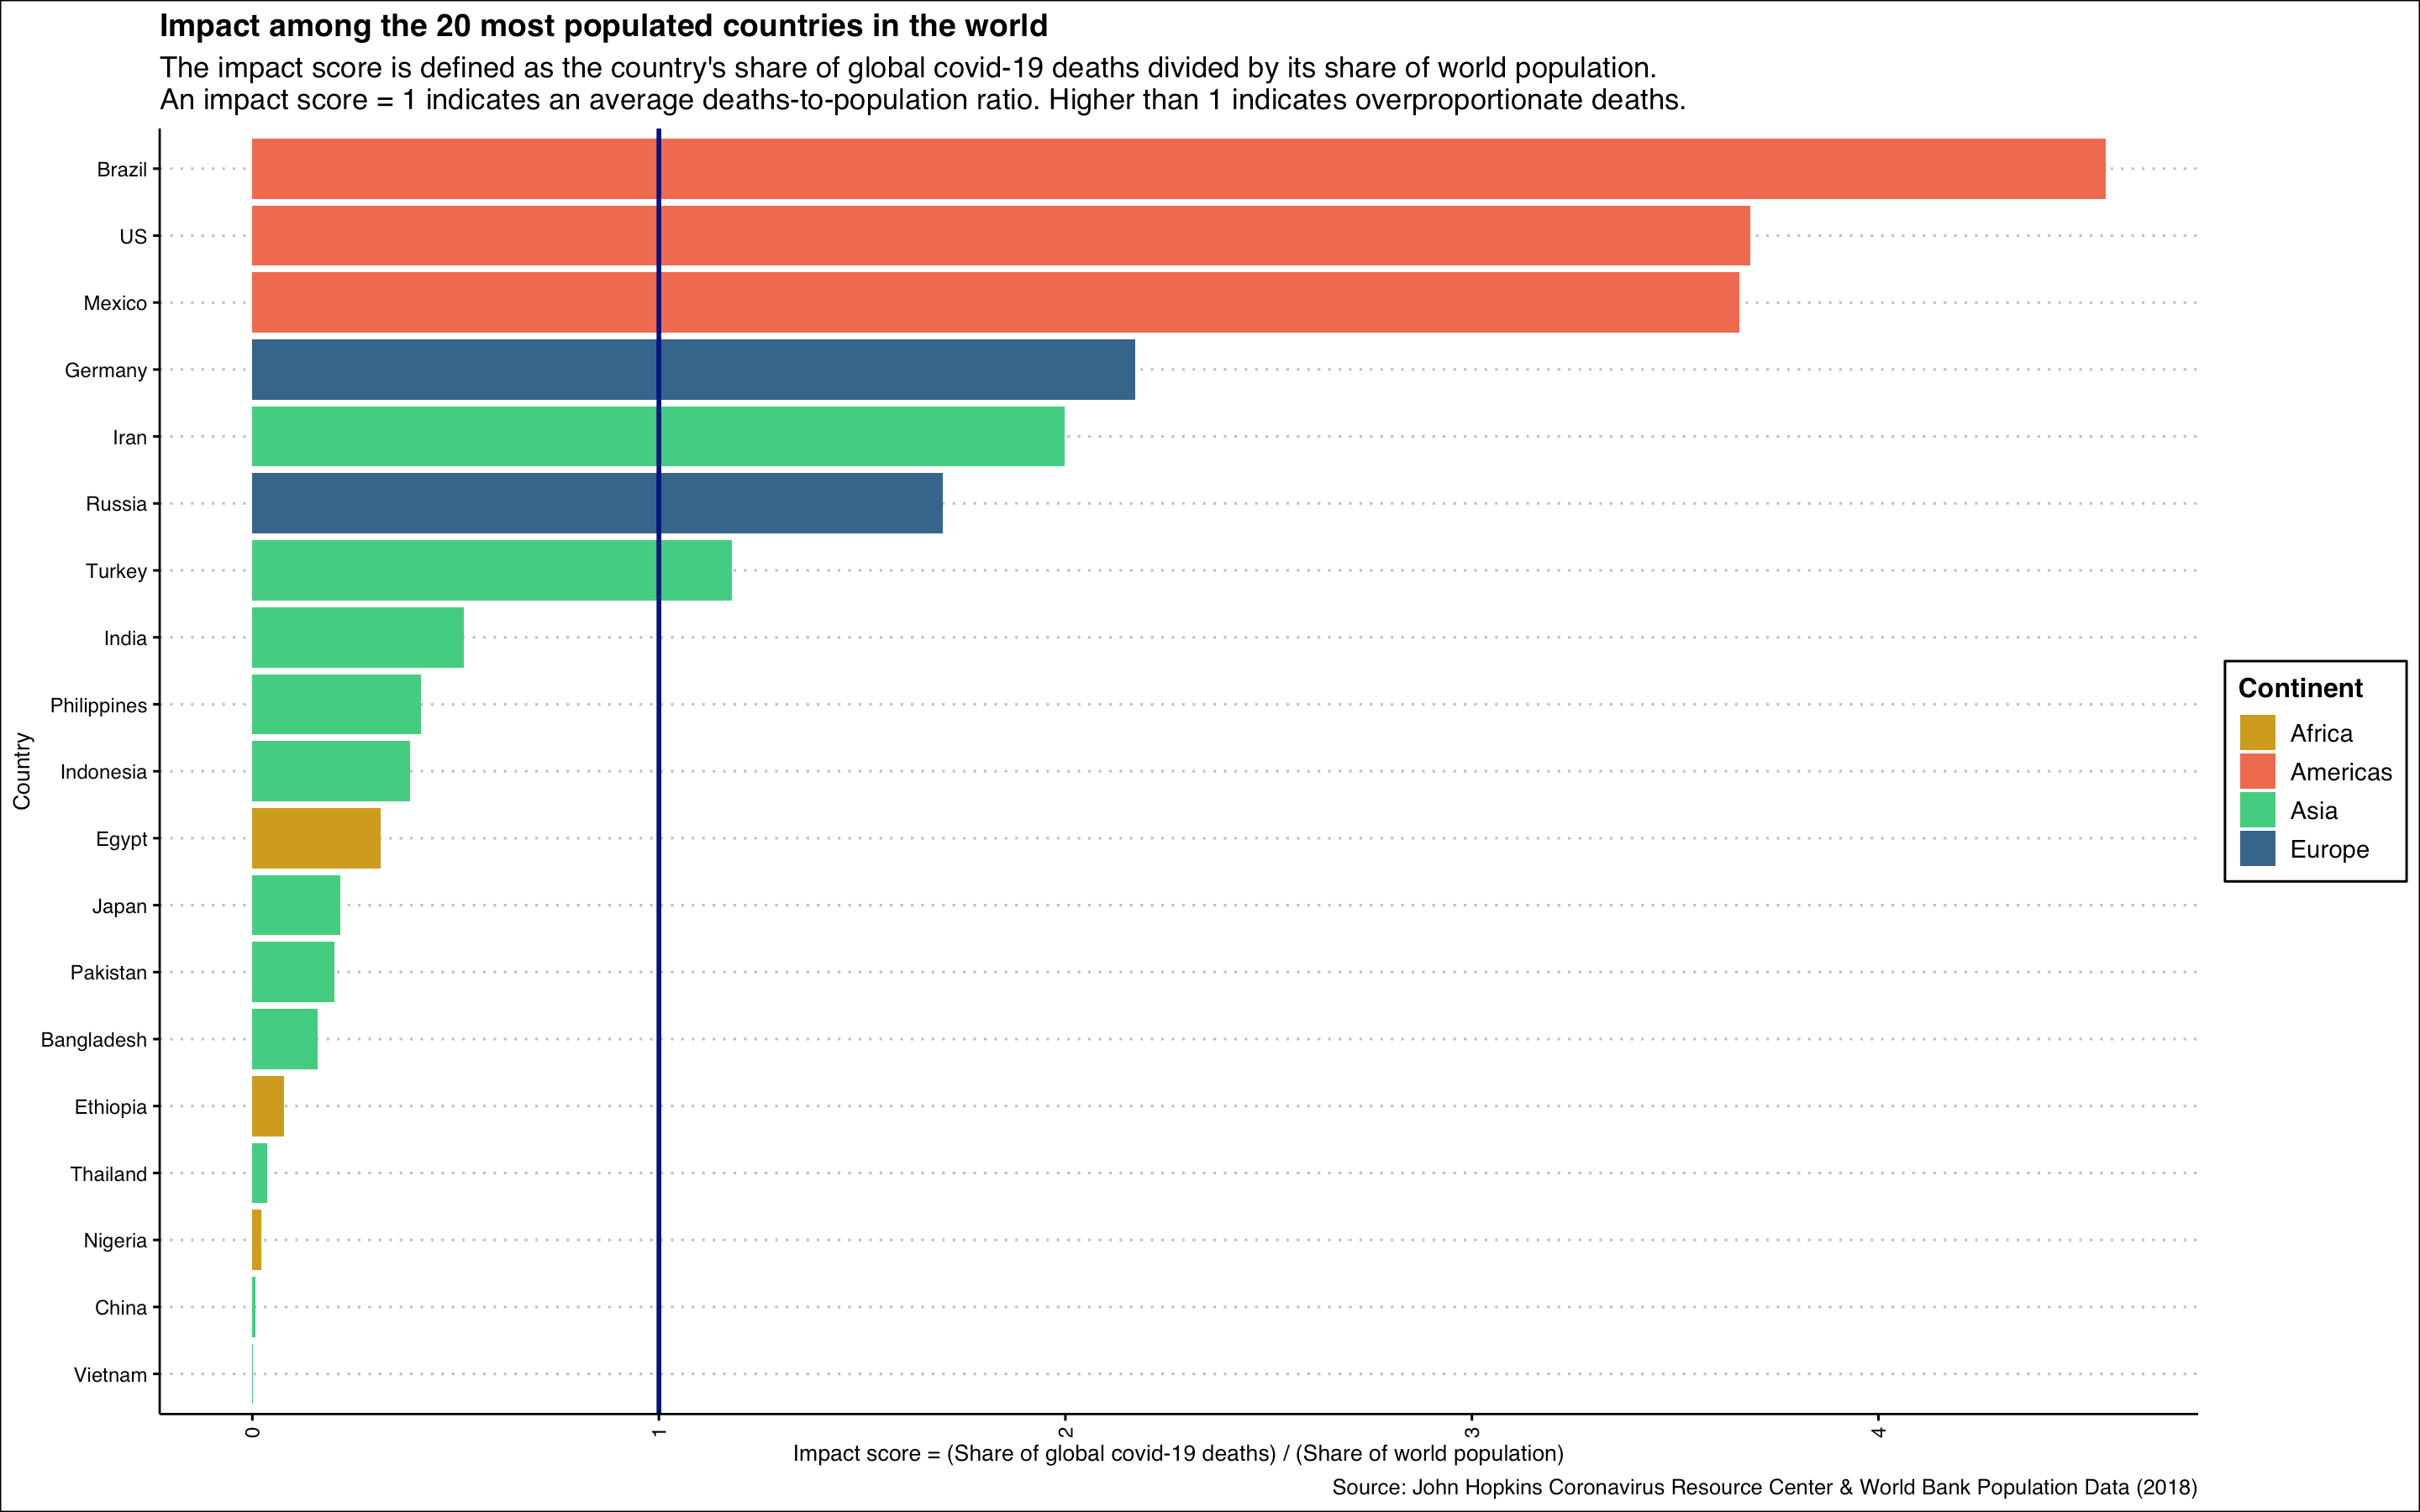 Impact among the 20 most populated countries in the world
The impact score is defined as the country's share of global covid-19 deaths divided by its share of world population.
An impact score = 1 indicates an average deaths-to-population ratio. Higher than 1 indicates overproportionate deaths.
Country
Brazil
US
Mexico
Germany
Iran
Russia
Turkey
India
Philippines
Indonesia
Egypt
Japan
Pakistan
Bangladesh
Ethiopia
Thailand
Nigeria
China
Vietnam
0
1
2
3
4
Impact score = (Share of global covid-19 deaths) / (Share of world population)
Source: John Hopkins Coronavirus Resource Center & World Bank Population Data (2018)
Continent
Africa
Americas
Asia
Europe